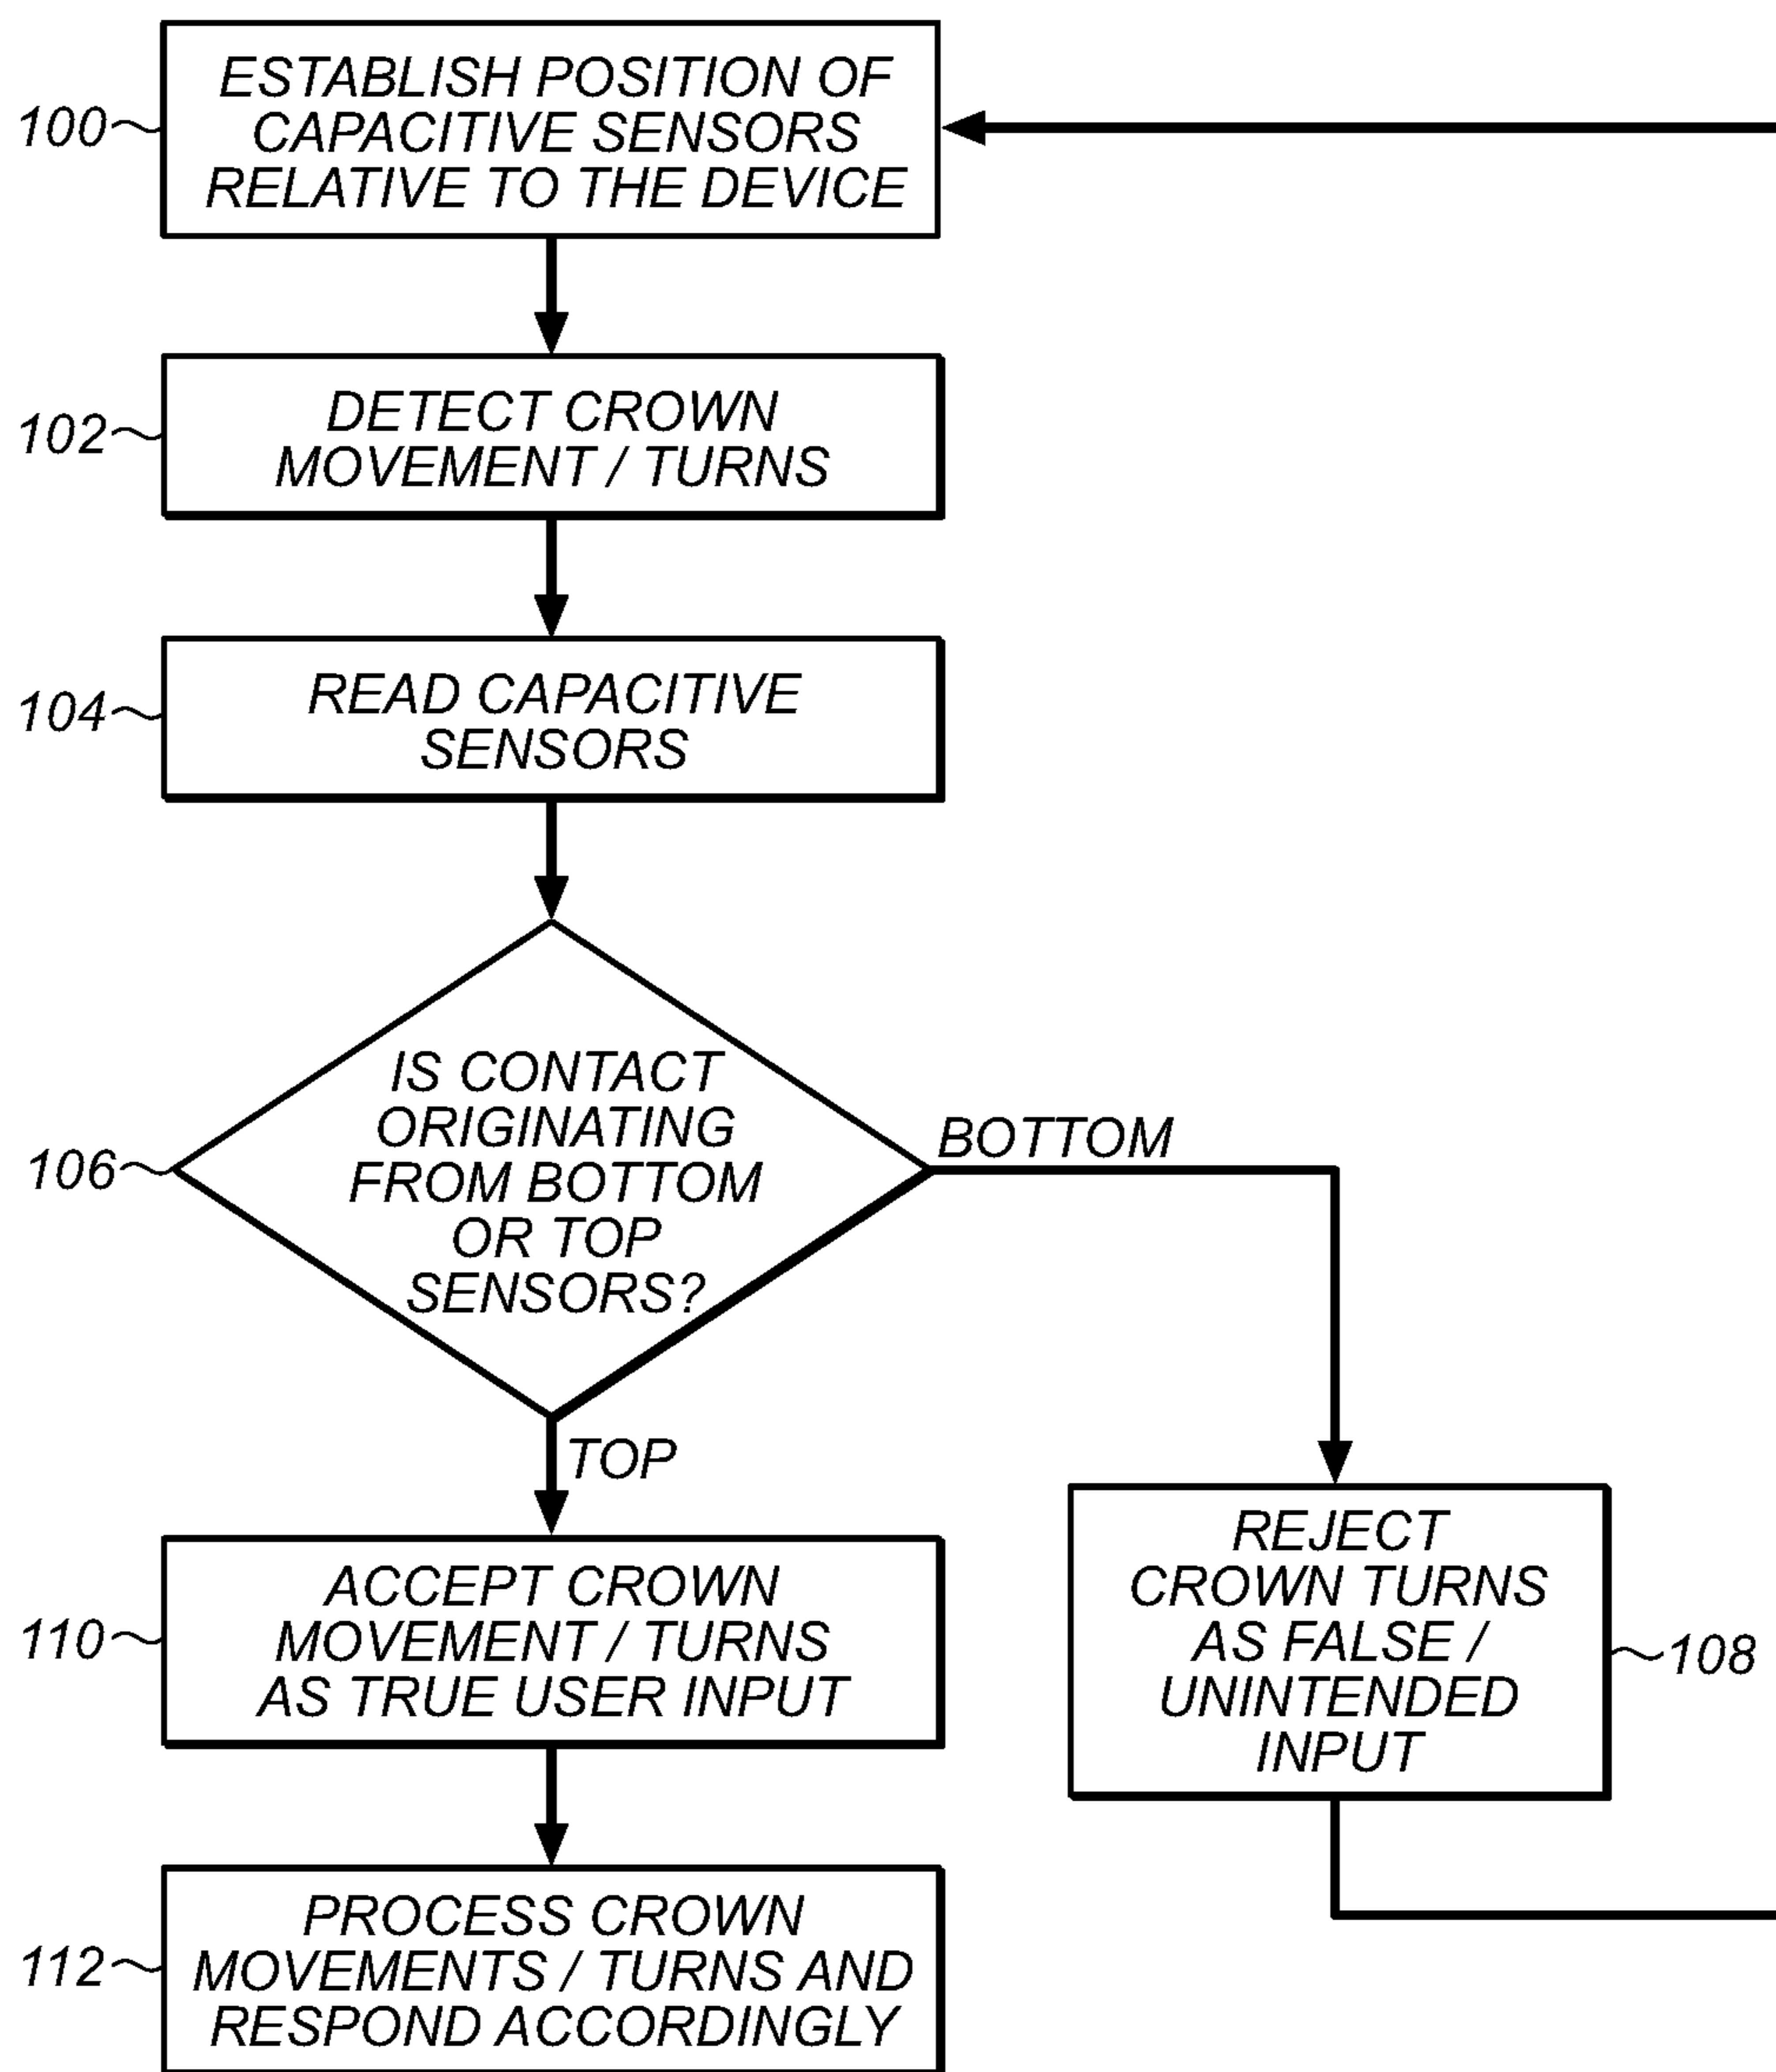 100
ESTABLISH POSITION OF
CAPACITIVE SENSORS
RELATIVE TO THE DEVICE
102
DETECT CROWN
MOVEMENT / TURNS
104
READ CAPACITIVE
SENSORS
106
IS CONTACT
ORIGINATING
FROM BOTTOM
OR TOP
SENSORS?
BOTTOM
TOP
REJECT
CROWN TURNS
AS FALSE /
UNINTENDED
INPUT
108
110
ACCEPT CROWN
MOVEMENT / TURNS
AS TRUE USER INPUT
112
PROCESS CROWN
MOVEMENTS / TURNS AND
RESPOND ACCORDINGLY